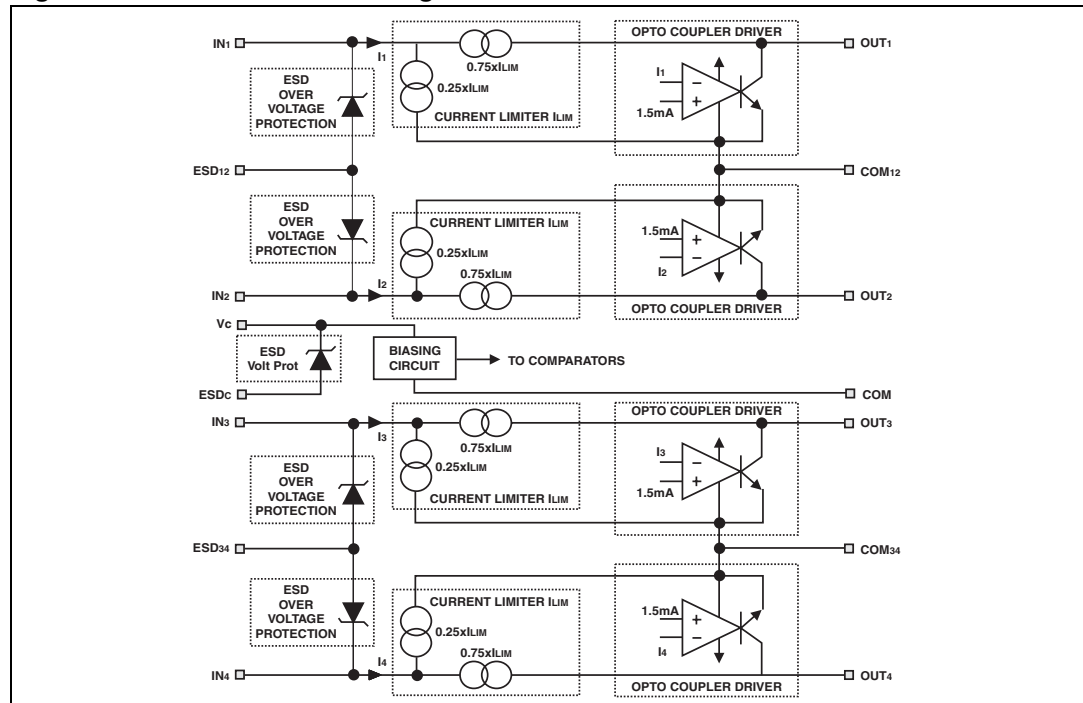 OPTO COUPLER DRIVER
IN1
I1
0.75xILIM
OUT1
ESD
OVER
VOLTAGE
PROTECTION
0.25xILIM
I1
1.5mA
CURRENT LIMITER ILIM
ESD12
COM12
ESD
OVER
VOLTAGE
PROTECTION
CURRENT LIMITER ILIM
0.25xILIM
1.5mA
I2
IN2
I2
0.75xILIM
OUT2
OPTO COUPLER DRIVER
VC
ESD
Volt Prot
BIASING
CIRCUIT
TO COMPARATORS
ESDC
COM
OPTO COUPLER DRIVER
IN3
I3
0.75xILIM
OUT3
ESD
OVER
VOLTAGE
PROTECTION
0.25xILIM
I3
1.5mA
CURRENT LIMITER ILIM
ESD34
COM34
ESD
OVER
VOLTAGE
PROTECTION
CURRENT LIMITER ILIM
0.25xILIM
1.5mA
I4
IN4
I4
0.75xILIM
OUT4
OPTO COUPLER DRIVER